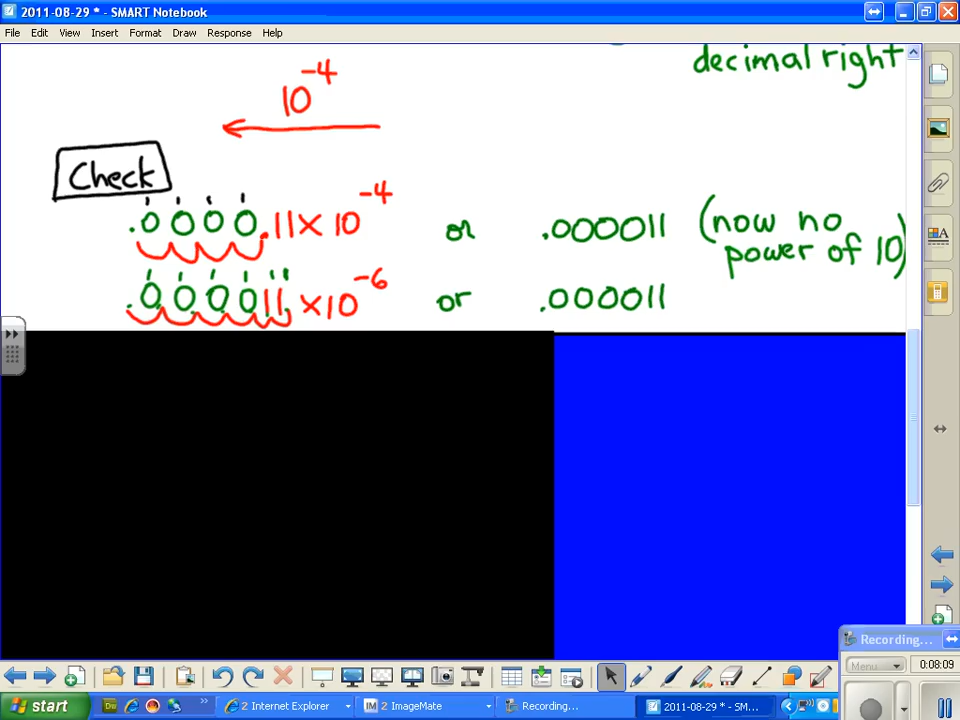 2011-08-29 * - SMART Notebook
File Edit View Insert Format Draw Response Help
decimal right
10^-4
Check
.0000.11 × 10^-4 or .000011 (now no
power of 10)
.000011. × 10^-6 or .000011
Recording...
Menu 0:08:09
start 2 Internet Explorer 2 ImageMate Recording... 2011-08-29 * - SM...